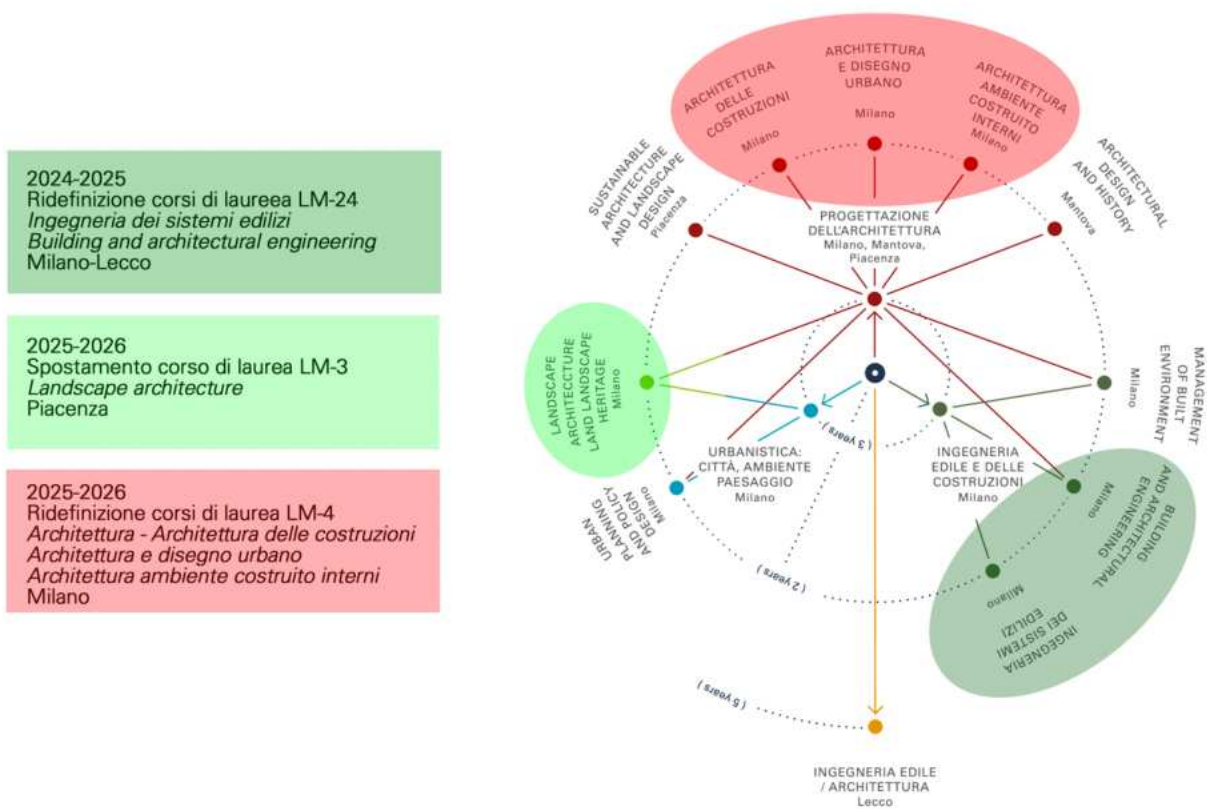 2024-2025
Ridefinizione corsi di laureea LM-24
Ingegneria dei sistemi edilizi
Building and architectural engineering
Milano-Lecco
2025-2026
Spostamento corso di laurea LM-3
Landscape architecture
Piacenza
2025-2026
Ridefinizione corsi di laurea LM-4
Architettura - Architettura delle costruzioni
Architettura e disegno urbano
Architettura ambiente costruito interni
Milano
ARCHITETTURA
DELLE
COSTRUZIONI
Milano
ARCHITETTURA
E DISEGNO
URBANO
Milano
ARCHITETTURA
AMBIENTE
COSTRUITO
INTERNI
Milano
SUSTAINABLE
ARCHITECTURE
AND LANDSCAPE
DESIGN
Piacenza
ARCHITECTURAL
DESIGN
AND HISTORY
Mantova
PROGETTAZIONE
DELL'ARCHITETTURA
Milano, Mantova,
Piacenza
LANDSCAPE
ARCHITECCTURE
LAND LANDSCAPE
HERITAGE
Milano
MANAGEMENT
OF BUILT
ENVIRONMENT
Milano
( 3 years )
URBANISTICA:
CITTÀ, AMBIENTE
PAESAGGIO
Milano
INGEGNERIA
EDILE E DELLE
COSTRUZIONI
Milano
URBAN
PLANNING
AND POLICY
DESIGN
Milano
BUILDING
AND ARCHITECTURAL
ENGINEERING
Milano
( 2 years )
INGEGNERIA
DEI SISTEMI
EDILIZI
Milano
( 5 years )
INGEGNERIA EDILE
/ ARCHITETTURA
Lecco